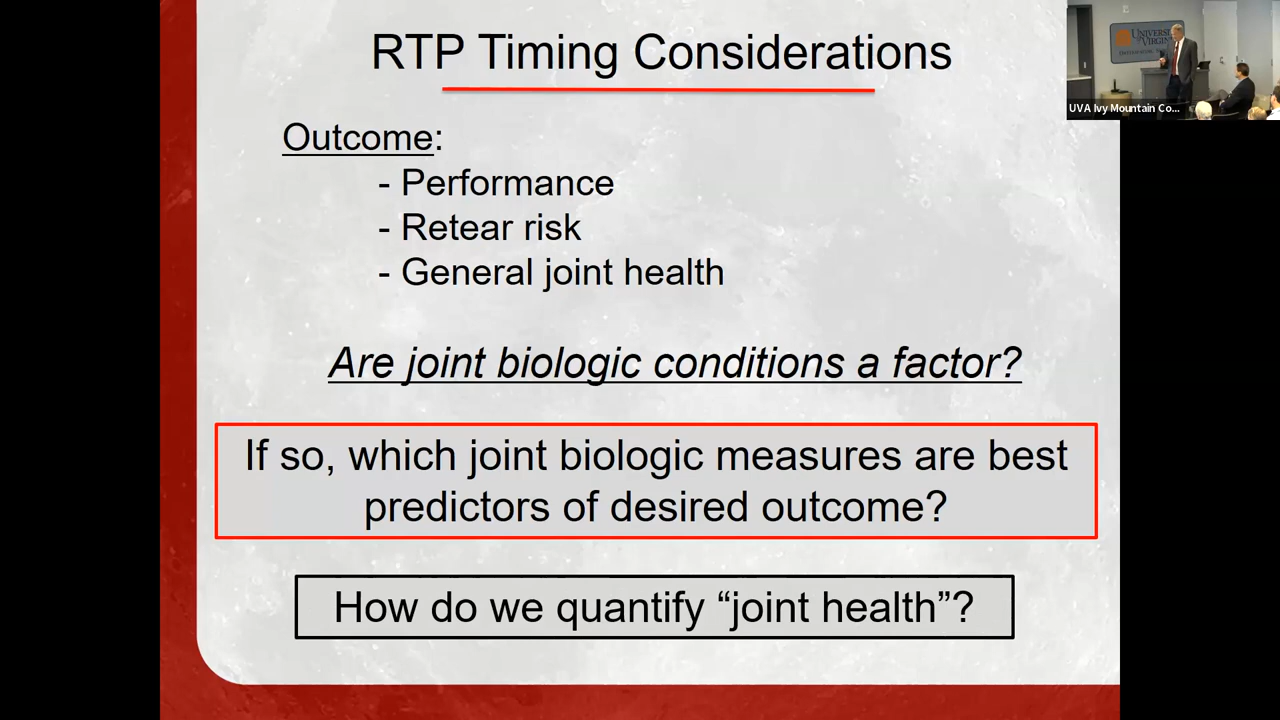 RTP Timing Considerations
Outcome:
- Performance
- Retear risk
- General joint health
Are joint biologic conditions a factor?
If so, which joint biologic measures are best
predictors of desired outcome?
How do we quantify “joint health”?
UVA Ivy Mountain Co...